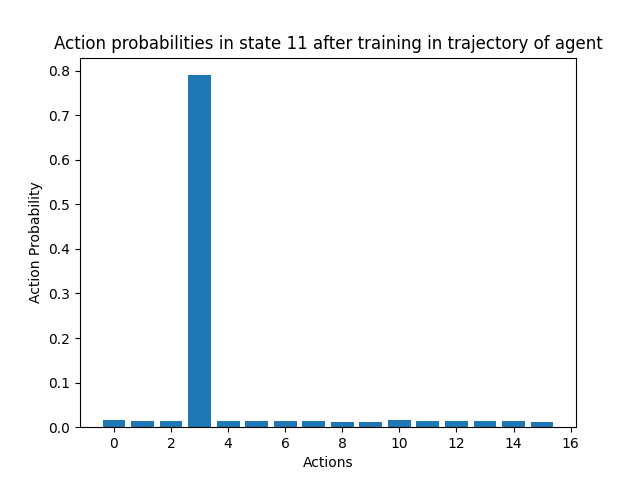 Action probabilities in state 11 after training in trajectory of agent
0.8
0.7
0.6
0.5
0.4
0.3
0.2
0.1
0.0
Action Probability
0 2 4 6 8 10 12 14 16
Actions